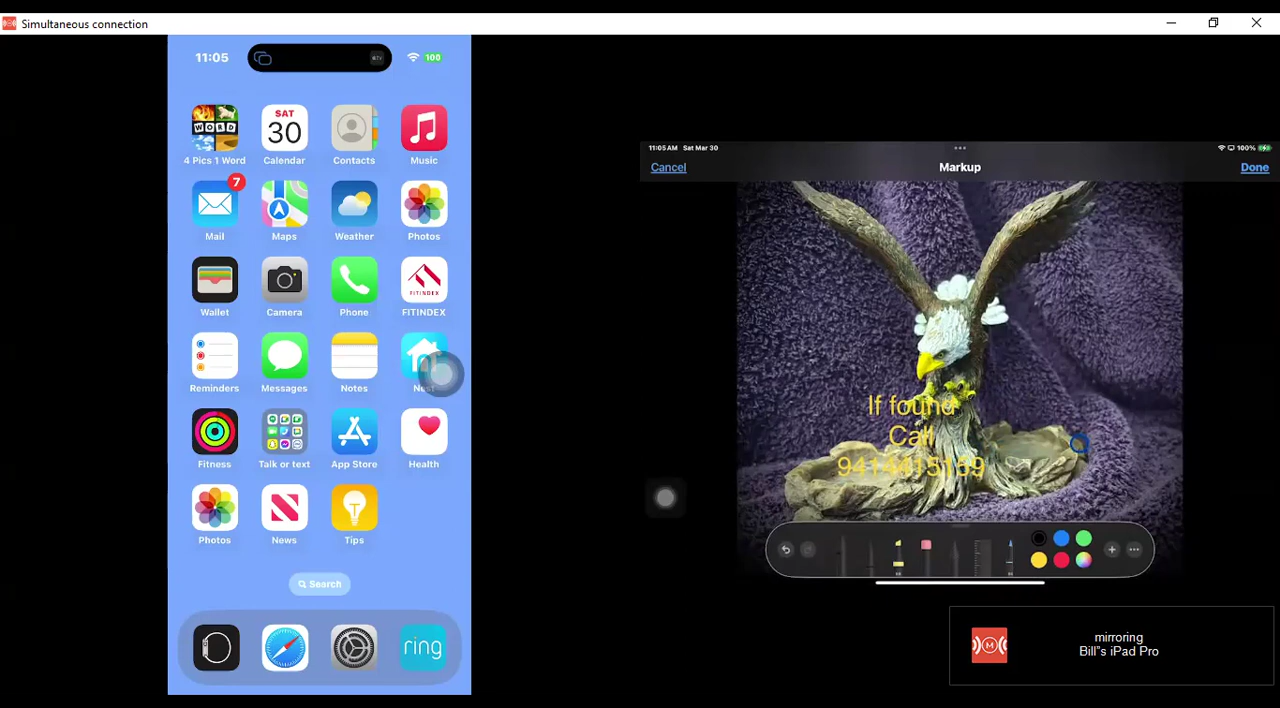 Simultaneous connection
11:05
100
WORD
4 Pics 1 Word
SAT
30
Calendar
Contacts
Music
7
Mail
Maps
Weather
Photos
Wallet
Camera
Phone
FITINDEX
FITINDEX
Reminders
Messages
Notes
Fitness
Talk or text
App Store
Health
Photos
News
Tips
Search
ring
11:05 AM Sat Mar 30
100%
Cancel
Markup
Done
If found
Call
9414415159
mirroring
Bill"s iPad Pro